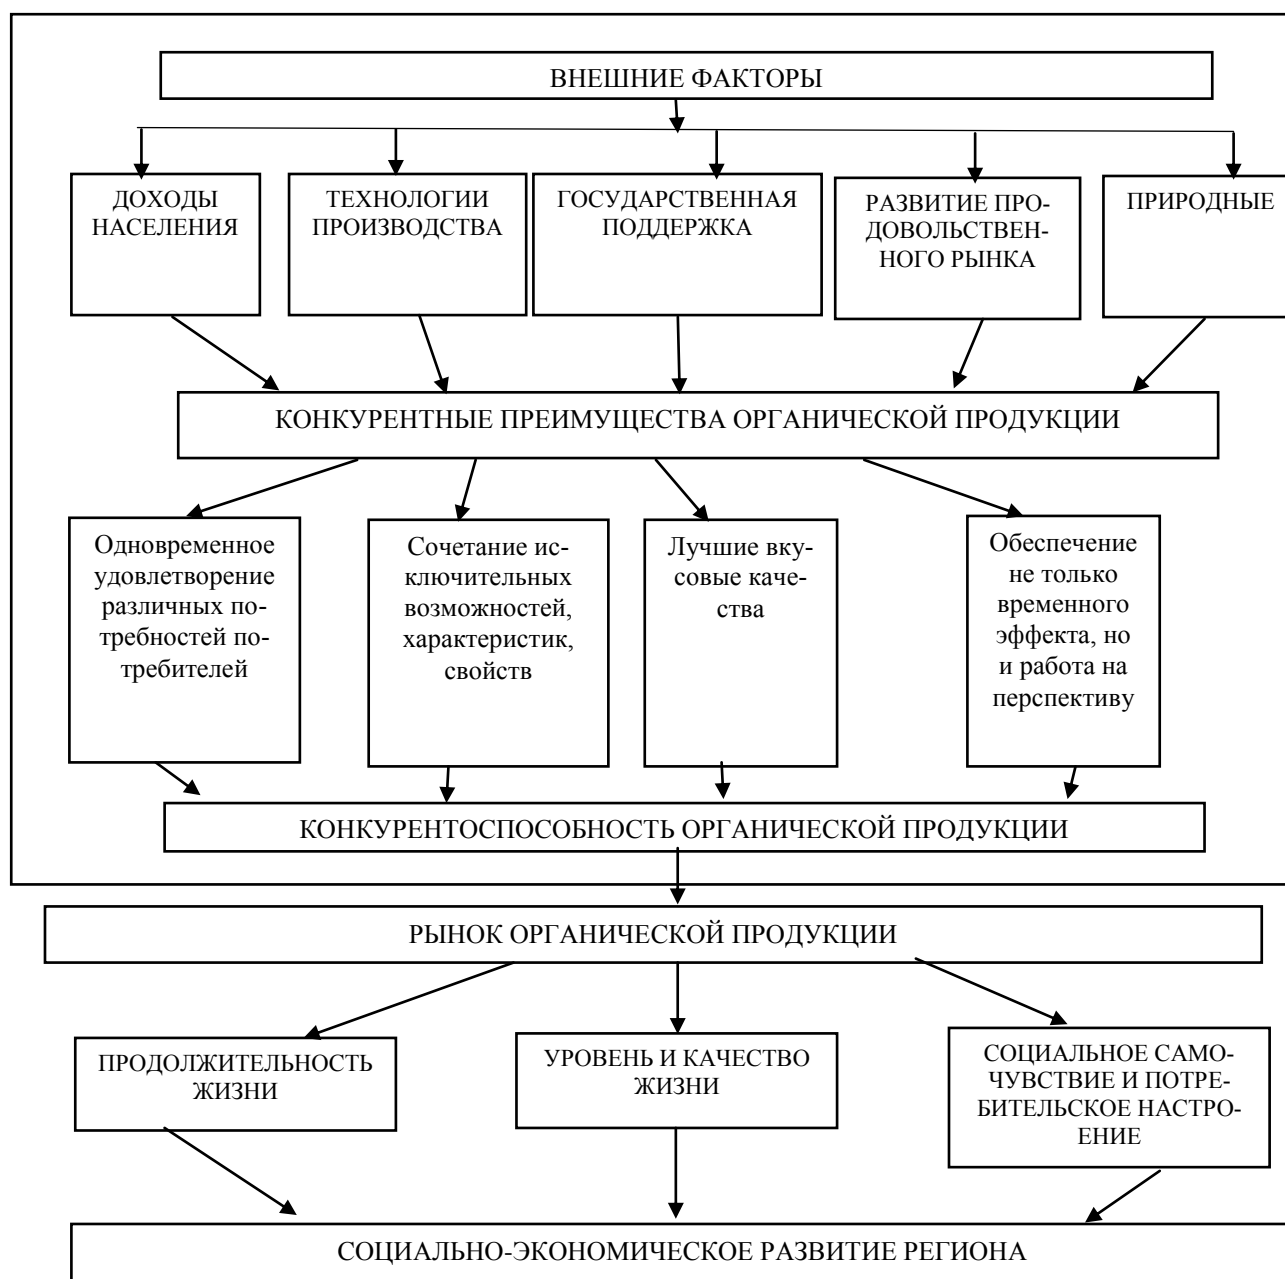 ВНЕШНИЕ ФАКТОРЫ
ДОХОДЫ
НАСЕЛЕНИЯ
ТЕХНОЛОГИИ
ПРОИЗВОДСТВА
ГОСУДАРСТВЕННАЯ
ПОДДЕРЖКА
РАЗВИТИЕ ПРО-
ДОВОЛЬСТВЕН-
НОГО РЫНКА
ПРИРОДНЫЕ
КОНКУРЕНТНЫЕ ПРЕИМУЩЕСТВА ОРГАНИЧЕСКОЙ ПРОДУКЦИИ
Одновременное
удовлетворение
различных по-
требностей по-
требителей
Сочетание ис-
ключительных
возможностей,
характеристик,
свойств
Лучшие вку-
совые каче-
ства
Обеспечение
не только
временного
эффекта, но
и работа на
перспективу
КОНКУРЕНТОСПОСОБНОСТЬ ОРГАНИЧЕСКОЙ ПРОДУКЦИИ
РЫНОК ОРГАНИЧЕСКОЙ ПРОДУКЦИИ
ПРОДОЛЖИТЕЛЬНОСТЬ
ЖИЗНИ
УРОВЕНЬ И КАЧЕСТВО
ЖИЗНИ
СОЦИАЛЬНОЕ САМО-
ЧУВСТВИЕ И ПОТРЕ-
БИТЕЛЬСКОЕ НАСТРО-
ЕНИЕ
СОЦИАЛЬНО-ЭКОНОМИЧЕСКОЕ РАЗВИТИЕ РЕГИОНА